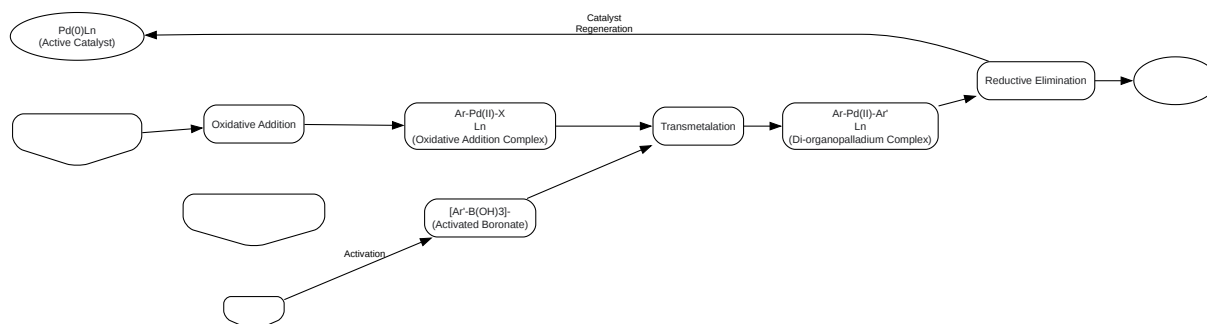 Catalyst
Regeneration
Pd(0)Ln
(Active Catalyst)
Reductive Elimination
Oxidative Addition
Ar-Pd(II)-X
Ln
(Oxidative Addition Complex)
Transmetalation
Ar-Pd(II)-Ar'
Ln
(Di-organopalladium Complex)
[Ar'-B(OH)3]-
(Activated Boronate)
Activation